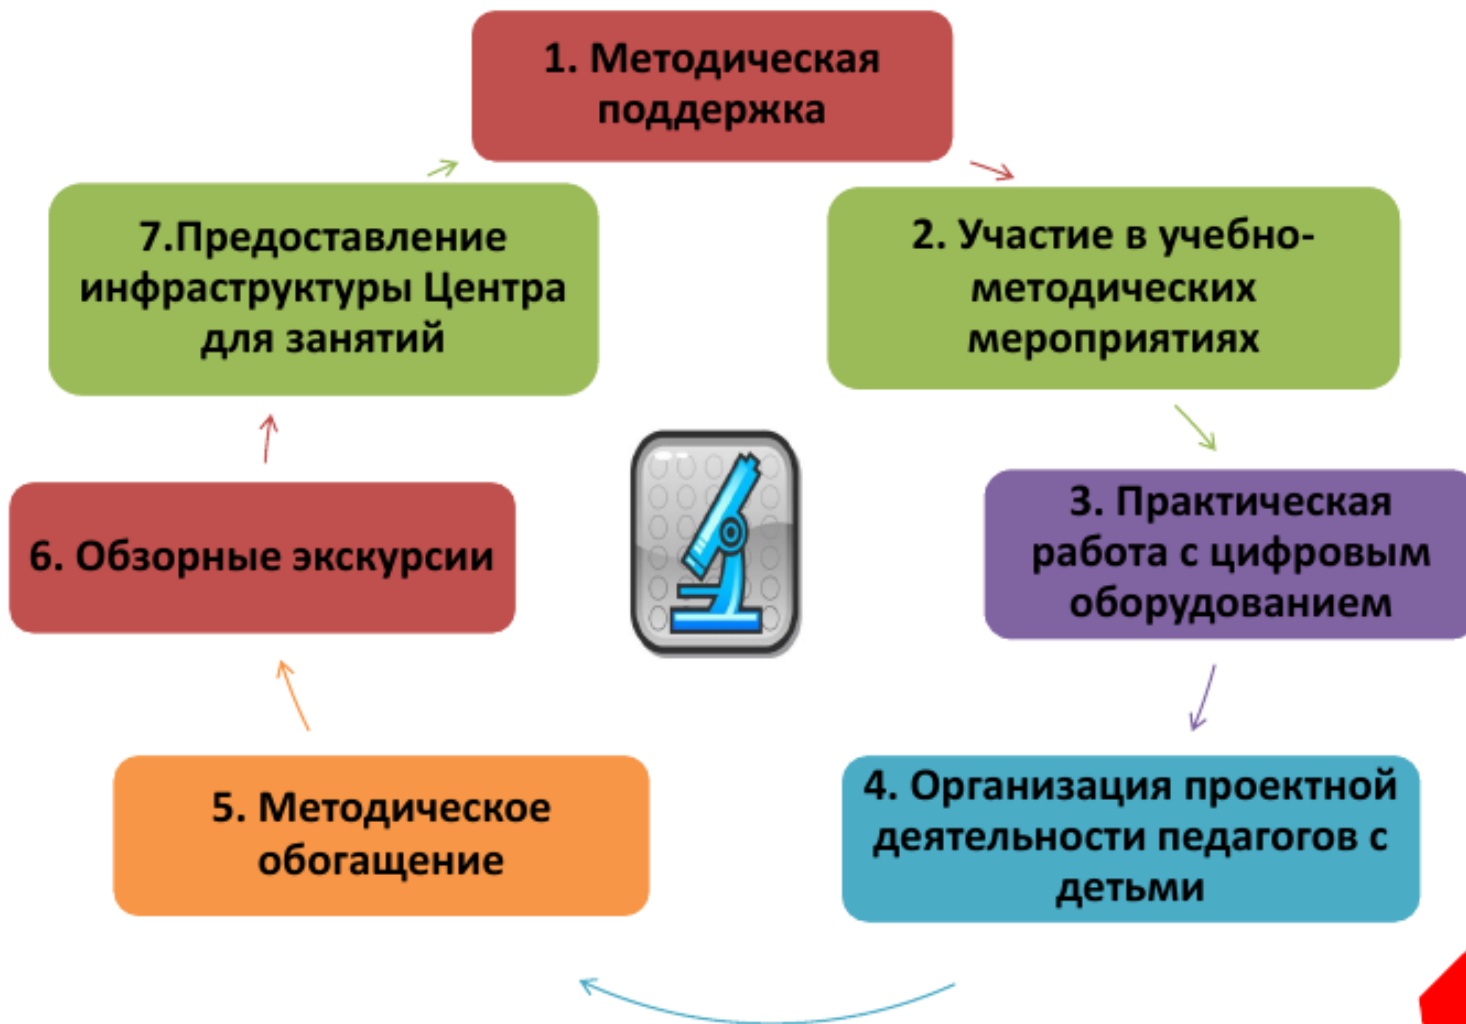 1. Методическая
поддержка
2. Участие в учебно-
методических
мероприятиях
3. Практическая
работа с цифровым
оборудованием
4. Организация проектной
деятельности педагогов с
детьми
5. Методическое
обогащение
6. Обзорные экскурсии
7.Предоставление
инфраструктуры Центра
для занятий